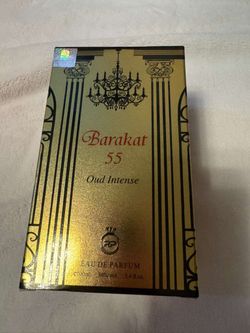 Barakat
55
Oud Intense
EAU DE PARFUM